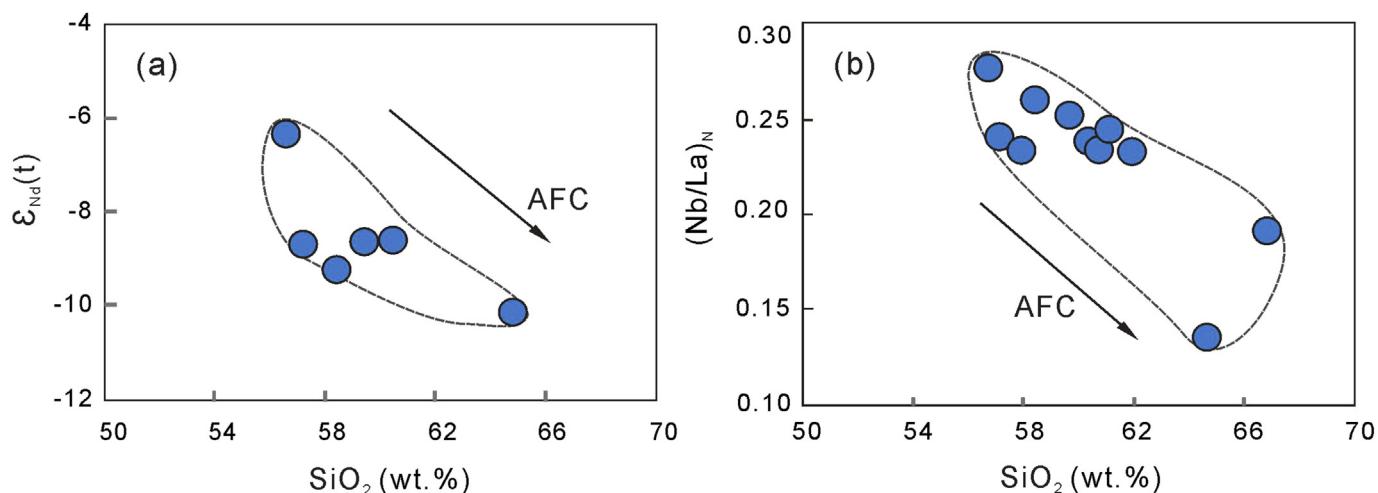 (a)
-4
-6
-8
-10
-12
εNd(t)
AFC
50 54 58 62 66 70
SiO₂ (wt.%)
(b)
0.30
0.25
0.20
0.15
0.10
(Nb/La)N
AFC
50 54 58 62 66 70
SiO₂ (wt.%)